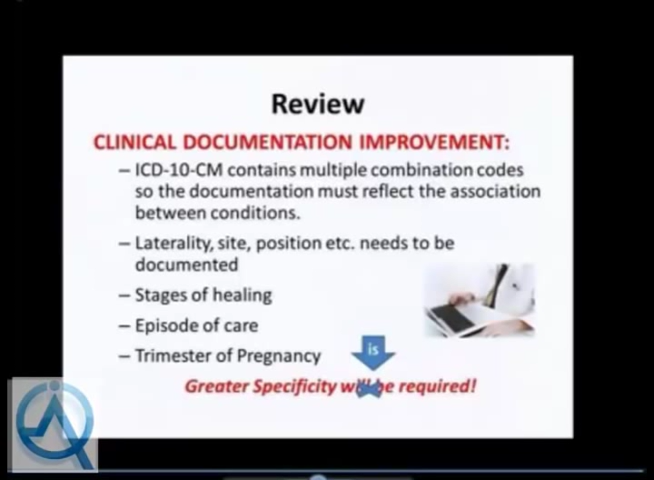 Review
CLINICAL DOCUMENTATION IMPROVEMENT:
– ICD-10-CM contains multiple combination codes
so the documentation must reflect the association
between conditions.
– Laterality, site, position etc. needs to be
documented
– Stages of healing
– Episode of care
– Trimester of Pregnancy
is
Greater Specificity will be required!